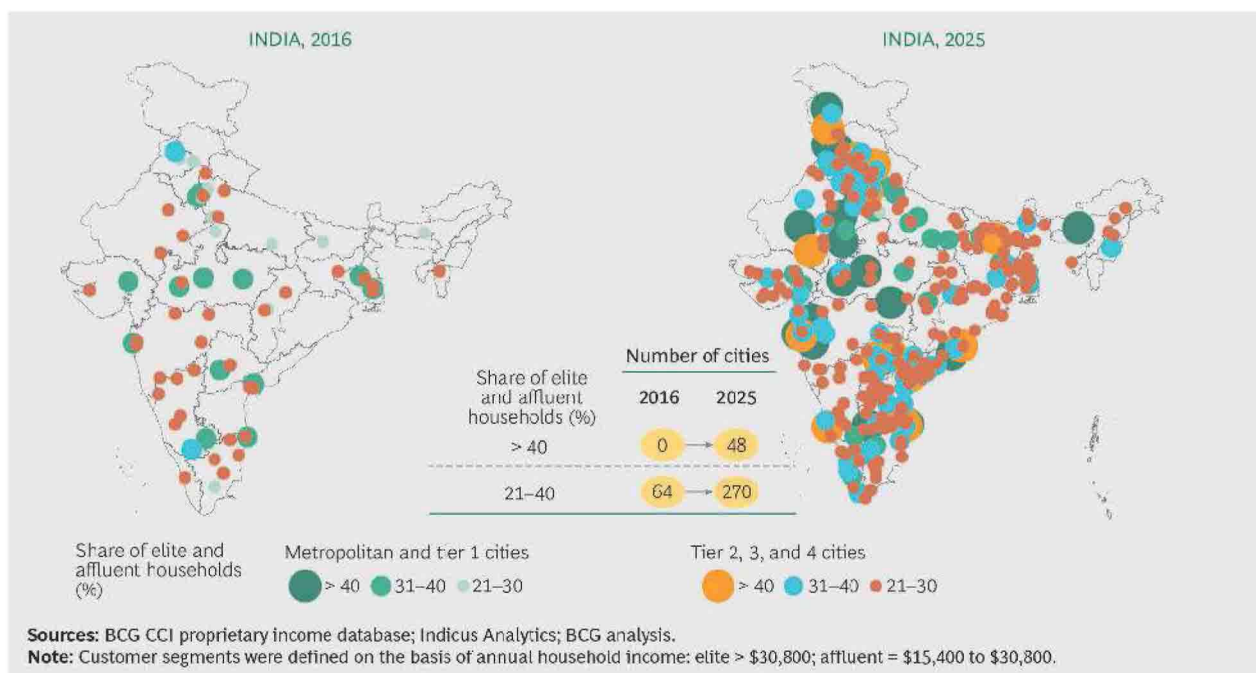 INDIA, 2016
INDIA, 2025
Number of cities
Share of elite
and affluent
households (%)
2016 2025
> 40 0 48
21–40 64 270
Share of elite and
affluent households
(%)
Metropolitan and tier 1 cities
> 40 31–40 21–30
Tier 2, 3, and 4 cities
> 40 31–40 21–30
Sources: BCG CCI proprietary income database; Indicus Analytics; BCG analysis.
Note: Customer segments were defined on the basis of annual household income: elite > $30,800; affluent = $15,400 to $30,800.